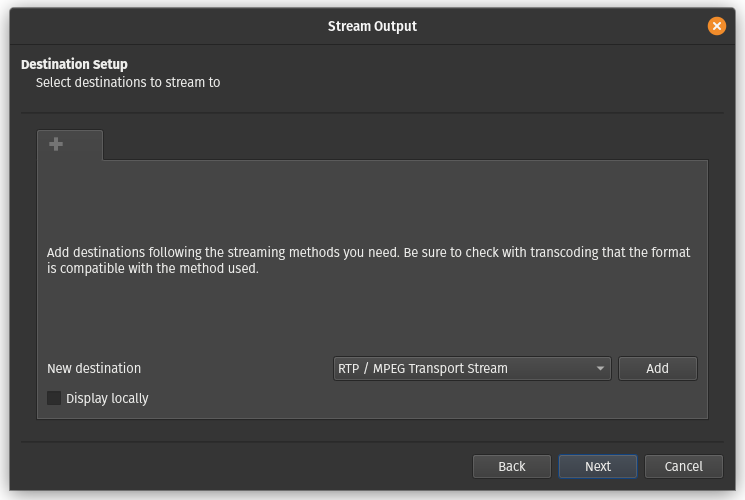 Stream Output
Destination Setup
Select destinations to stream to
Add destinations following the streaming methods you need. Be sure to check with transcoding that the format
is compatible with the method used.
New destination
RTP / MPEG Transport Stream
Add
Display locally
Back
Next
Cancel